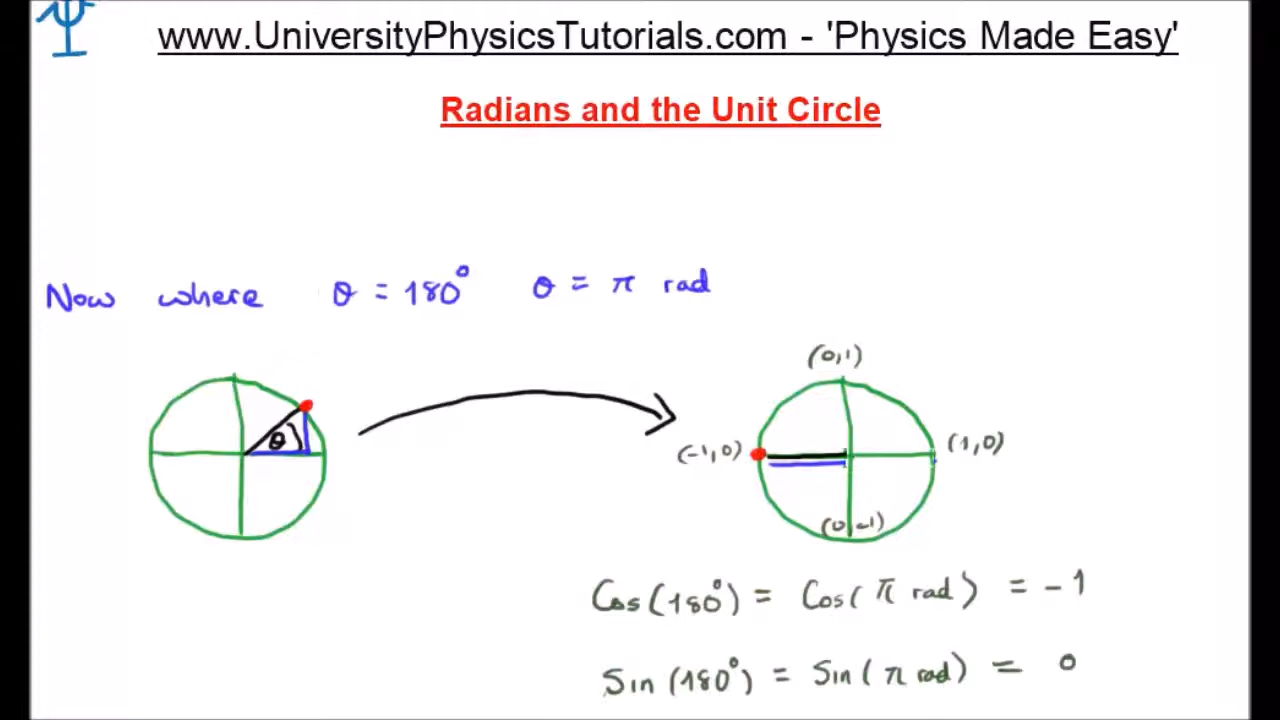 www.UniversityPhysicsTutorials.com - 'Physics Made Easy'
Radians and the Unit Circle
Now where θ = 180° θ = π rad
(0,1)
θ
(-1,0)
(1,0)
(0,-1)
Cos(180°) = Cos(π rad) = -1
Sin(180°) = Sin(π rad) = 0